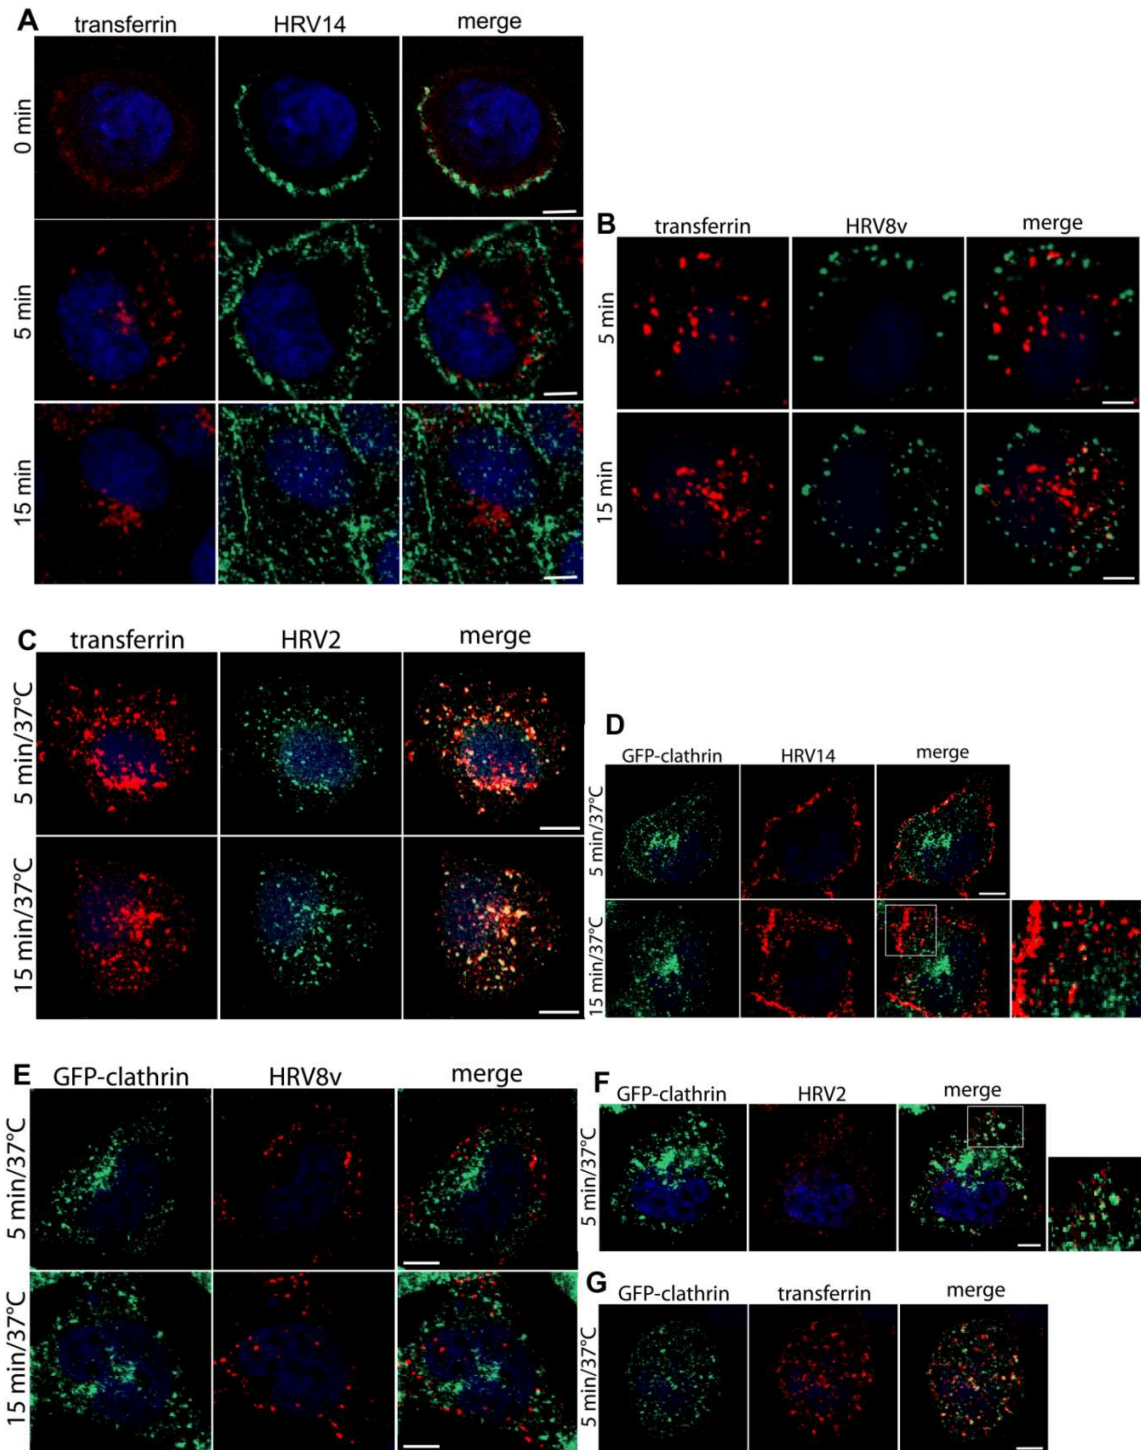 A
transferrin HRV14 merge
0 min
5 min
15 min
B
transferrin HRV8v merge
5 min
15 min
C
transferrin HRV2 merge
5 min/37°C
15 min/37°C
D
GFP-clathrin HRV14 merge
5 min/37°C
15 min/37°C
E
GFP-clathrin HRV8v merge
5 min/37°C
15 min/37°C
F
GFP-clathrin HRV2 merge
5 min/37°C
G
GFP-clathrin transferrin merge
5 min/37°C